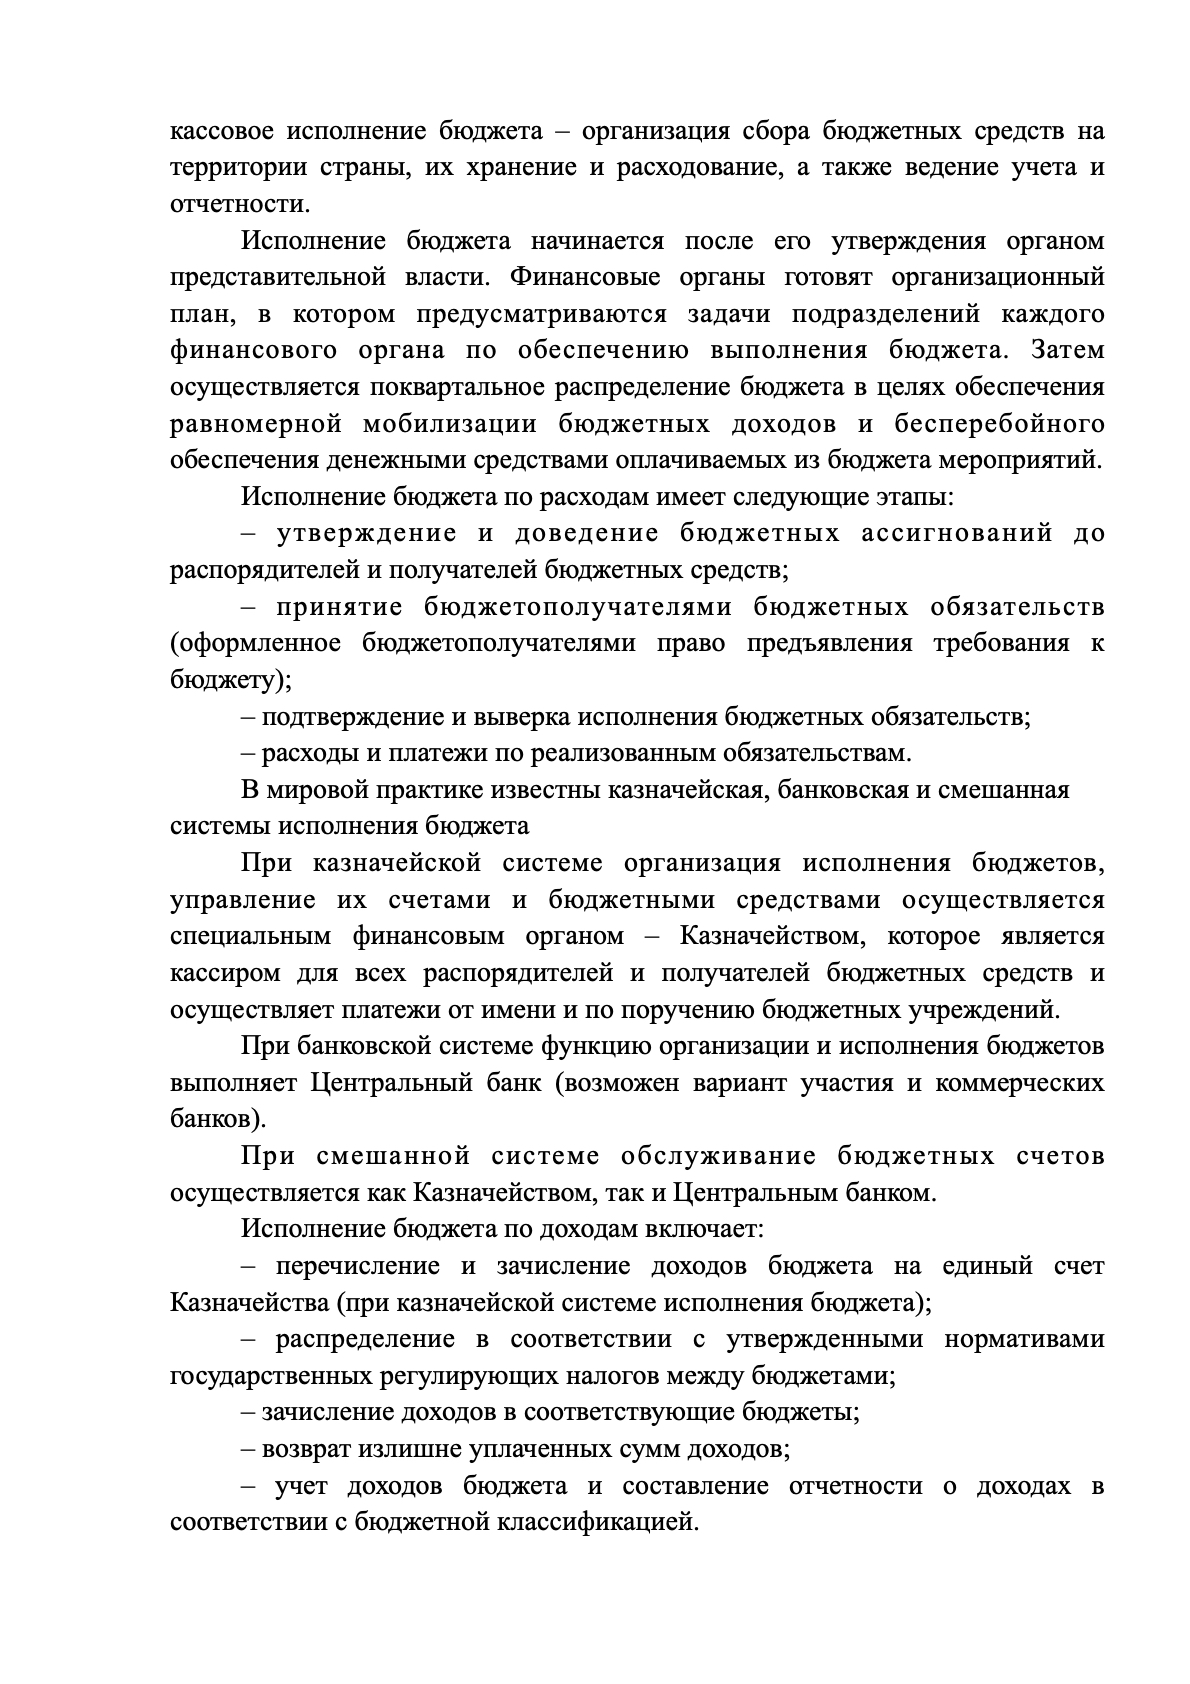 кассовое исполнение бюджета – организация сбора бюджетных средств на
территории страны, их хранение и расходование, а также ведение учета и
отчетности.
Исполнение бюджета начинается после его утверждения органом
представительной власти. Финансовые органы готовят организационный
план, в котором предусматриваются задачи подразделений каждого
финансового органа по обеспечению выполнения бюджета. Затем
осуществляется поквартальное распределение бюджета в целях обеспечения
равномерной мобилизации бюджетных доходов и бесперебойного
обеспечения денежными средствами оплачиваемых из бюджета мероприятий.
Исполнение бюджета по расходам имеет следующие этапы:
– утверждение и доведение бюджетных ассигнований до
распорядителей и получателей бюджетных средств;
– принятие бюджетополучателями бюджетных обязательств
(оформленное бюджетополучателями право предъявления требования к
бюджету);
– подтверждение и выверка исполнения бюджетных обязательств;
– расходы и платежи по реализованным обязательствам.
В мировой практике известны казначейская, банковская и смешанная
системы исполнения бюджета
При казначейской системе организация исполнения бюджетов,
управление их счетами и бюджетными средствами осуществляется
специальным финансовым органом – Казначейством, которое является
кассиром для всех распорядителей и получателей бюджетных средств и
осуществляет платежи от имени и по поручению бюджетных учреждений.
При банковской системе функцию организации и исполнения бюджетов
выполняет Центральный банк (возможен вариант участия и коммерческих
банков).
При смешанной системе обслуживание бюджетных счетов
осуществляется как Казначейством, так и Центральным банком.
Исполнение бюджета по доходам включает:
– перечисление и зачисление доходов бюджета на единый счет
Казначейства (при казначейской системе исполнения бюджета);
– распределение в соответствии с утвержденными нормативами
государственных регулирующих налогов между бюджетами;
– зачисление доходов в соответствующие бюджеты;
– возврат излишне уплаченных сумм доходов;
– учет доходов бюджета и составление отчетности о доходах в
соответствии с бюджетной классификацией.